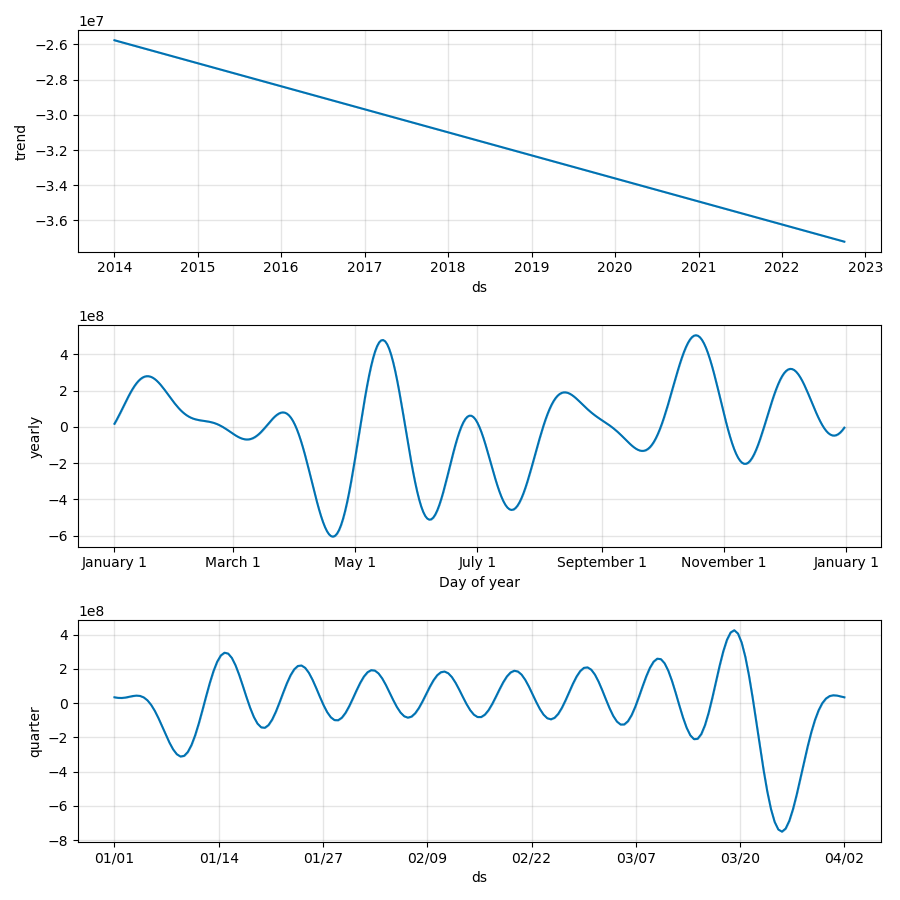 1e7
−2.6
−2.8
−3.0
−3.2
−3.4
−3.6
trend
2014 2015 2016 2017 2018 2019 2020 2021 2022 2023
ds
1e8
4
2
0
−2
−4
−6
yearly
January 1 March 1 May 1 July 1 September 1 November 1 January 1
Day of year
1e8
4
2
0
−2
−4
−6
−8
quarter
01/01 01/14 01/27 02/09 02/22 03/07 03/20 04/02
ds